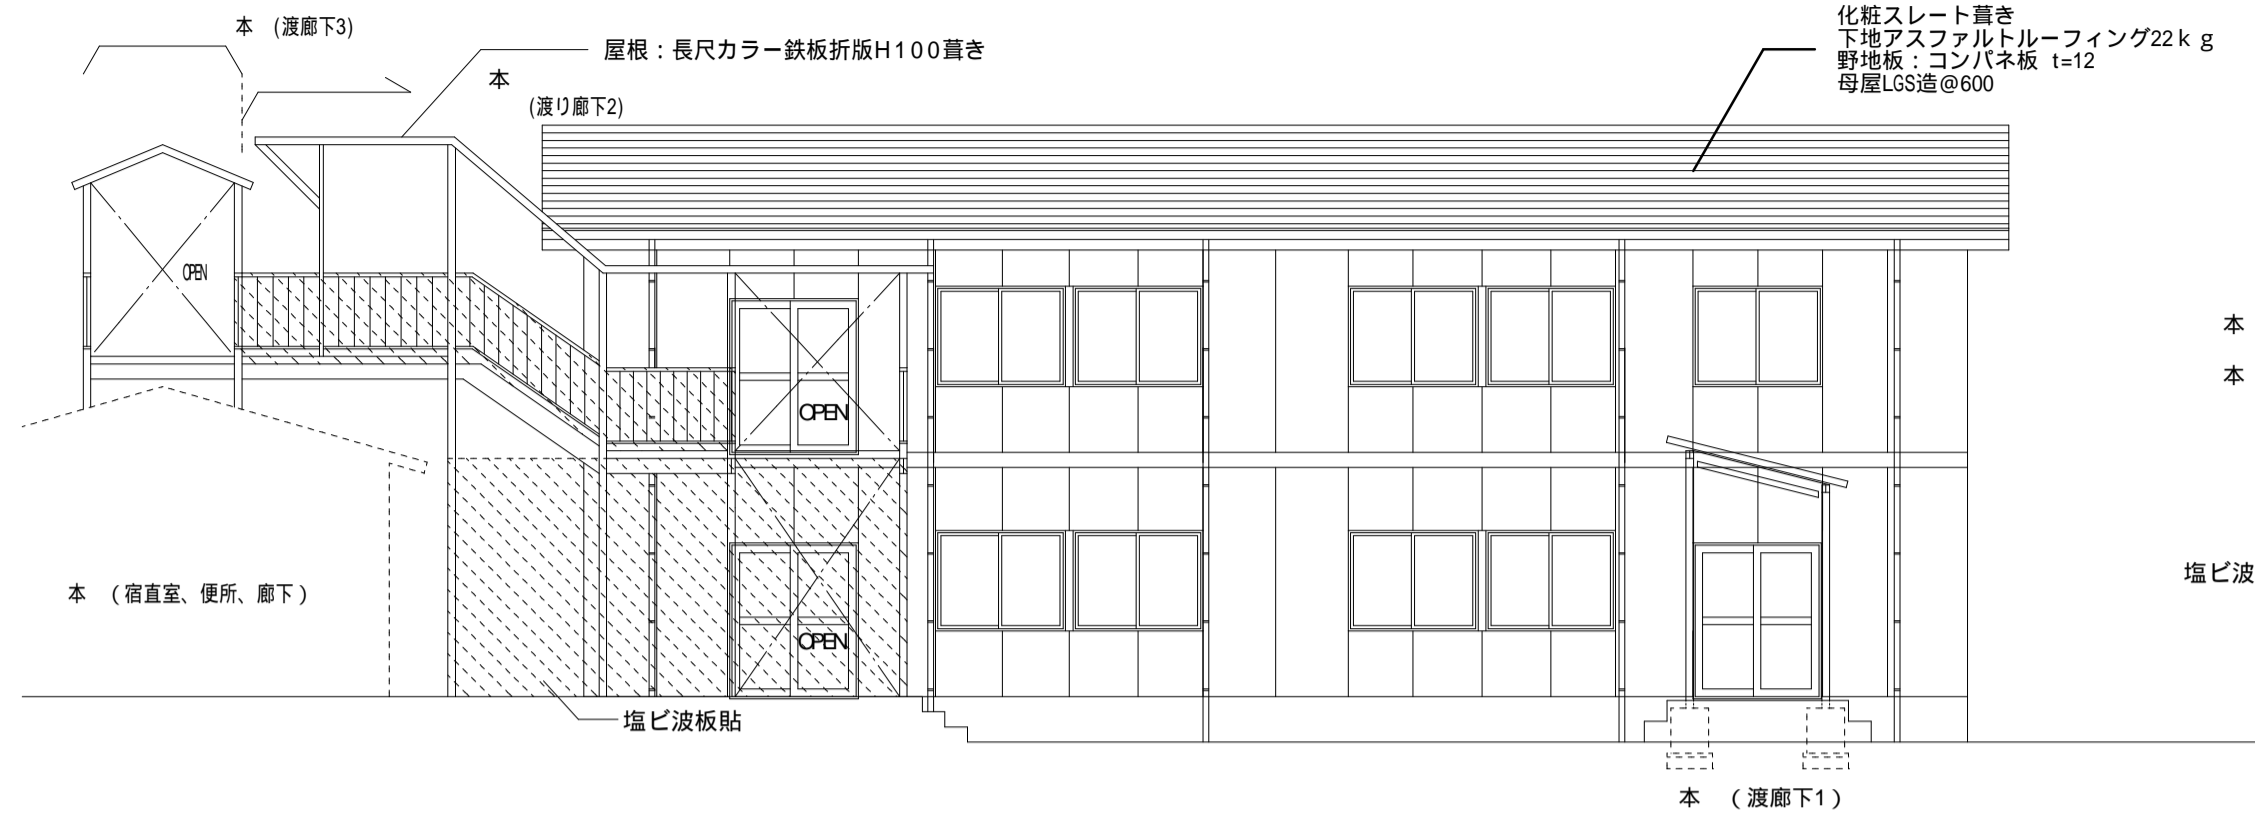 本　(渡廊下3)
屋根：長尺カラー鉄板折版H100葺き
本
(渡り廊下2)
化粧スレート葺き
下地アスファルトルーフィング22ｋｇ
野地板：コンパネ板 t=12
母屋LGS造@600
OPEN
OPEN
本
本
本　（宿直室、便所、廊下）
OPEN
塩ビ波
塩ビ波板貼
本　（渡廊下1）